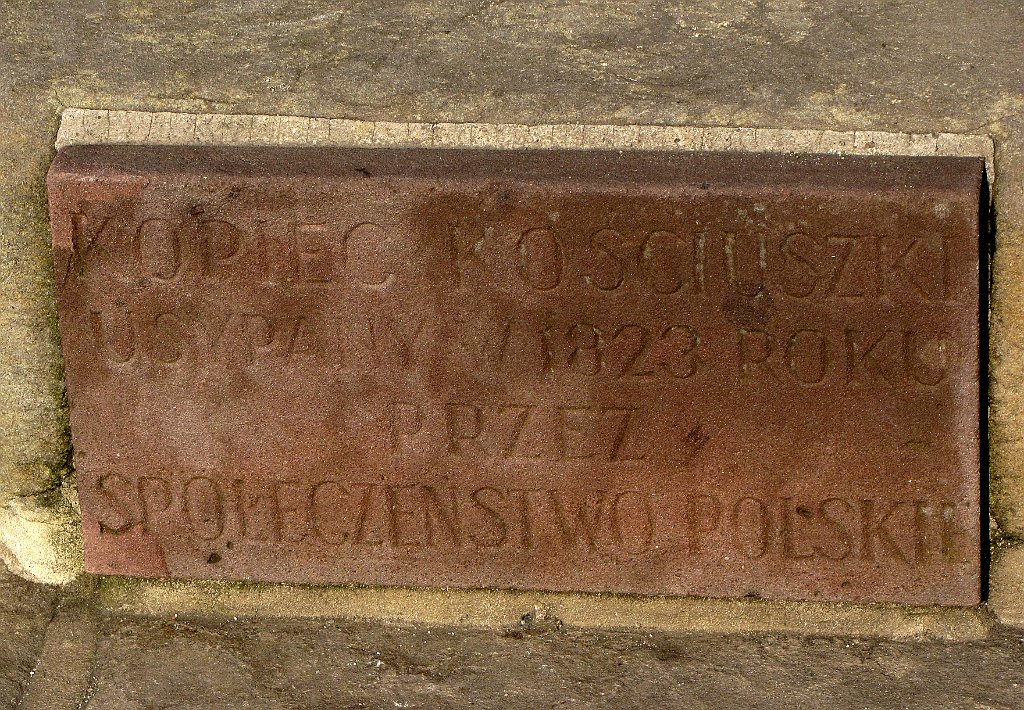 KOPIEC KOŚCIUSZKI
USYPANY W 1823 ROKU
PRZEZ
SPOŁECZEŃSTWO POLSKIE